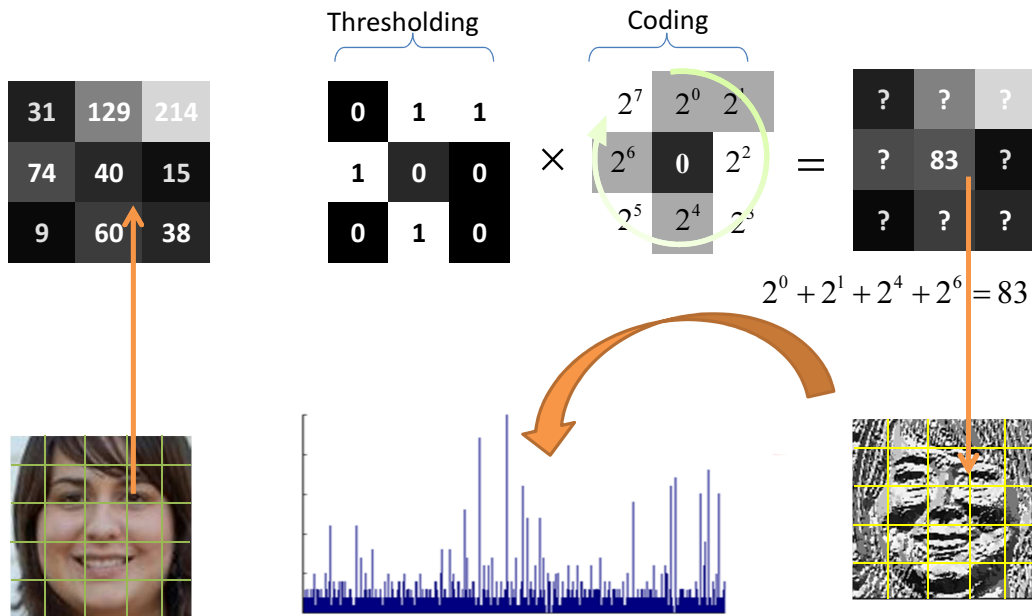 Thresholding Coding
31 129 214 0 1 1 2⁷ 2⁰ 2¹ ? ? ?
74 40 15 1 0 0 × 2⁶ 0 2² = ? 83 ?
9 60 38 0 1 0 2⁵ 2⁴ 2³ ? ? ?
2⁰ + 2¹ + 2⁴ + 2⁶ = 83